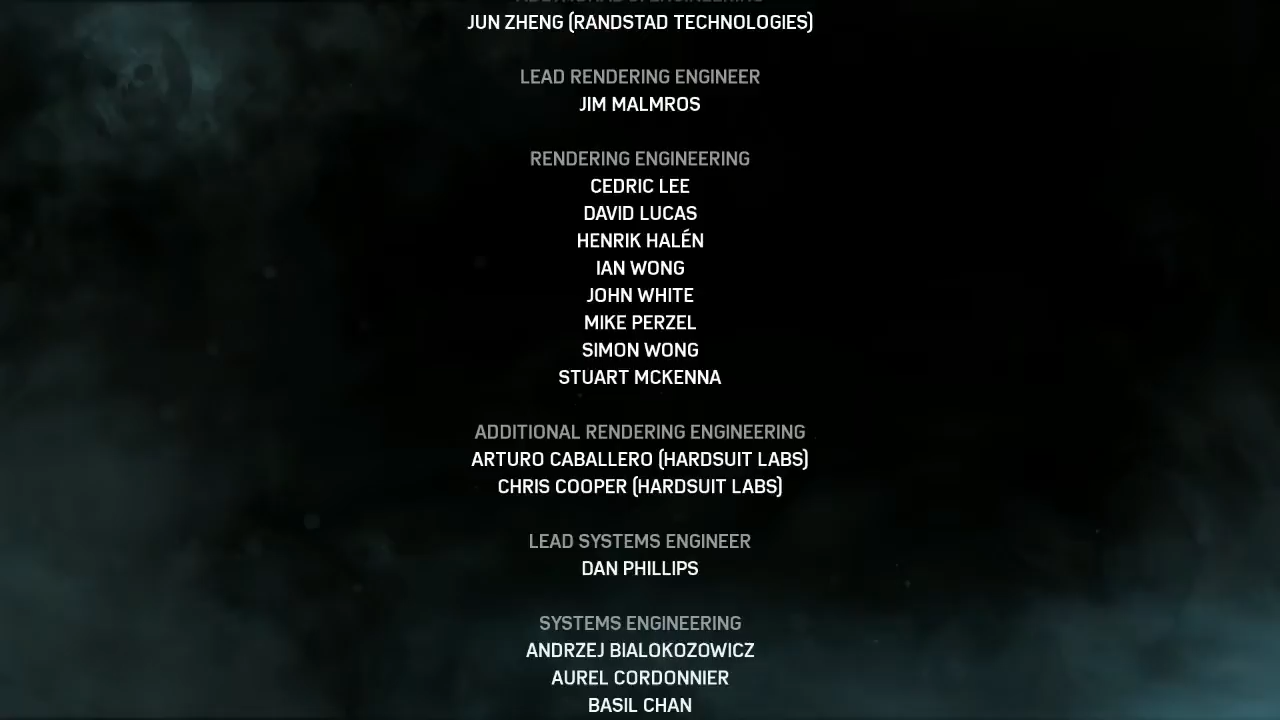 JUN ZHENG (RANDSTAD TECHNOLOGIES)
LEAD RENDERING ENGINEER
JIM MALMROS
RENDERING ENGINEERING
CEDRIC LEE
DAVID LUCAS
HENRIK HALÉN
IAN WONG
JOHN WHITE
MIKE PERZEL
SIMON WONG
STUART MCKENNA
ADDITIONAL RENDERING ENGINEERING
ARTURO CABALLERO (HARDSUIT LABS)
CHRIS COOPER (HARDSUIT LABS)
LEAD SYSTEMS ENGINEER
DAN PHILLIPS
SYSTEMS ENGINEERING
ANDRZEJ BIALOKOZOWICZ
AUREL CORDONNIER
BASIL CHAN